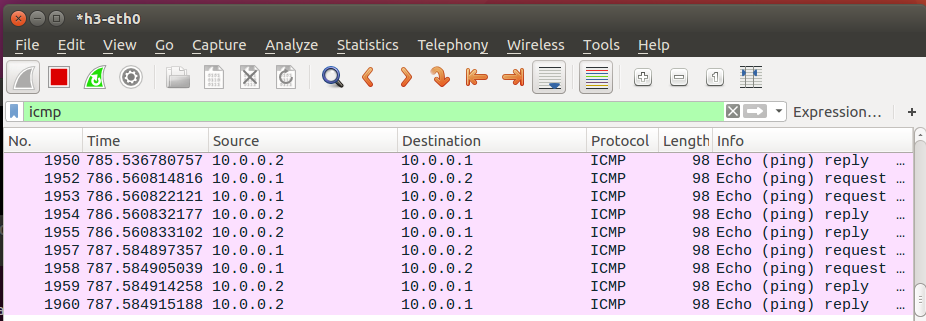 *h3-eth0
File Edit View Go Capture Analyze Statistics Telephony Wireless Tools Help
icmp Expression… +
No. Time Source Destination Protocol Length Info
1950 785.536780757 10.0.0.2 10.0.0.1 ICMP 98 Echo (ping) reply …
1952 786.560814816 10.0.0.1 10.0.0.2 ICMP 98 Echo (ping) request …
1953 786.560822121 10.0.0.1 10.0.0.2 ICMP 98 Echo (ping) request …
1954 786.560832177 10.0.0.2 10.0.0.1 ICMP 98 Echo (ping) reply …
1955 786.560833102 10.0.0.2 10.0.0.1 ICMP 98 Echo (ping) reply …
1957 787.584897357 10.0.0.1 10.0.0.2 ICMP 98 Echo (ping) request …
1958 787.584905039 10.0.0.1 10.0.0.2 ICMP 98 Echo (ping) request …
1959 787.584914258 10.0.0.2 10.0.0.1 ICMP 98 Echo (ping) reply …
1960 787.584915188 10.0.0.2 10.0.0.1 ICMP 98 Echo (ping) reply …